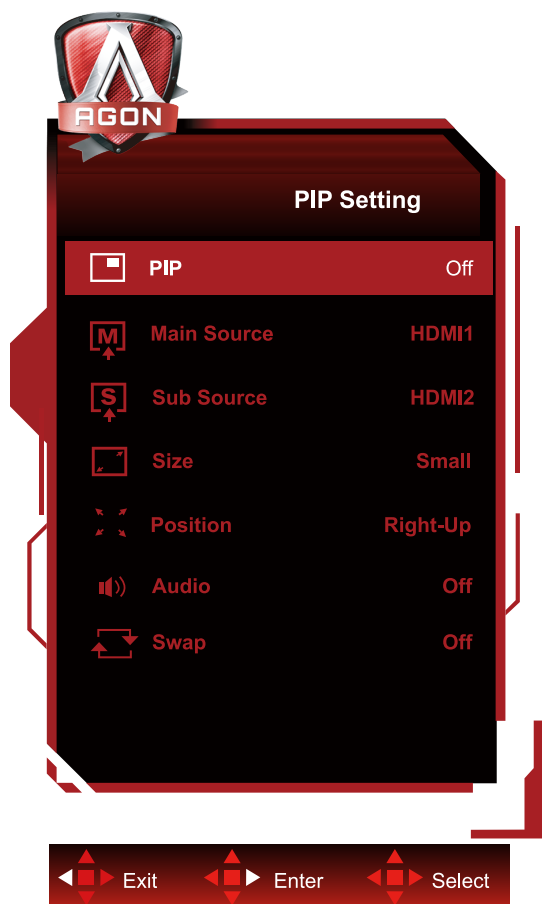 AGON
PIP Setting
PIP Off
M Main Source HDMI1
S Sub Source HDMI2
Size Small
Position Right-Up
Audio Off
Swap Off
Exit Enter Select